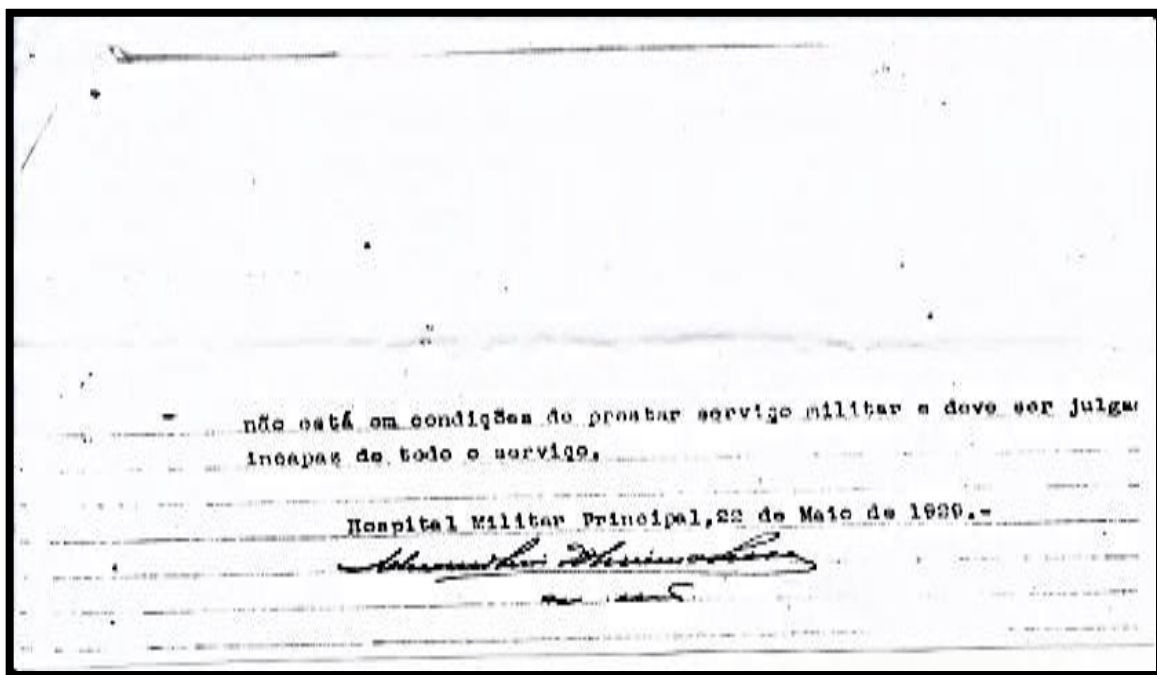 não está em condições de prestar serviço militar e deve ser julga
incapaz de todo o serviço.
Hospital Militar Principal, 22 de Maio de 1929.-